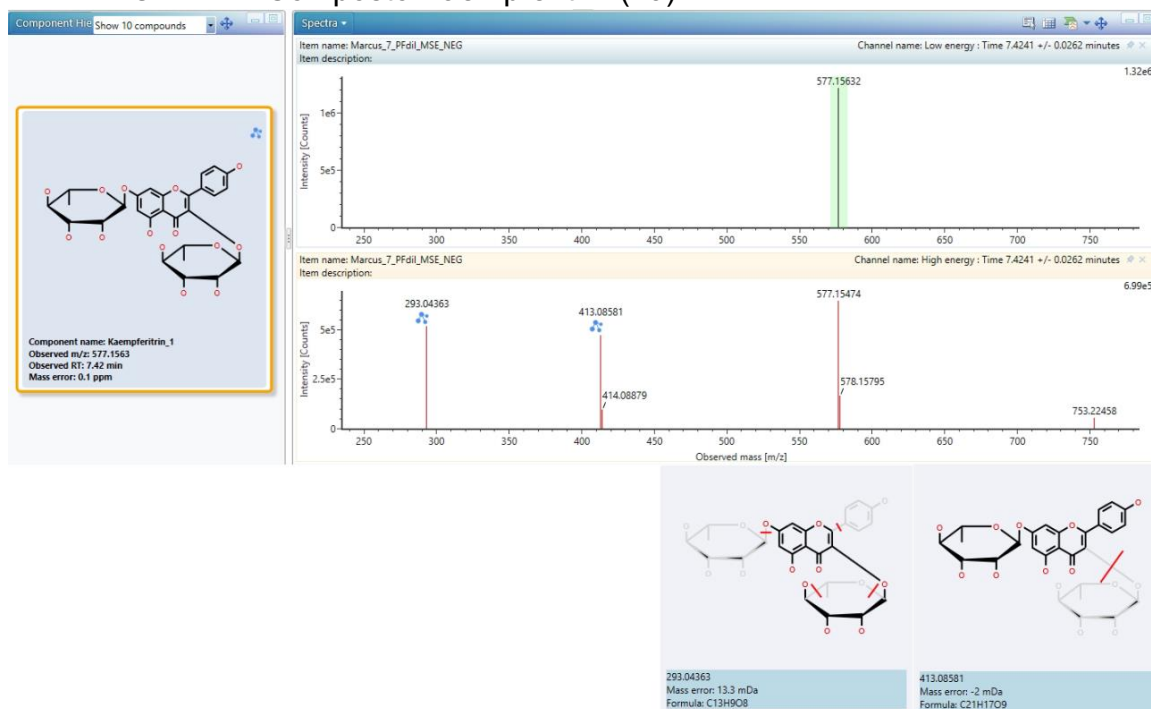 Component Hie
Show 10 compounds
Component name: Kaempferitrin_1
Observed m/z: 577.1563
Observed RT: 7.42 min
Mass error: 0.1 ppm
Spectra
Item name: Marcus_7_PFdil_MSE_NEG
Channel name: Low energy : Time 7.4241 +/- 0.0262 minutes
Item description:
1.32e6
577.15632
Intensity [Counts]
1e6
5e5
0
250 300 350 400 450 500 550 600 650 700 750
Item name: Marcus_7_PFdil_MSE_NEG
Channel name: High energy : Time 7.4241 +/- 0.0262 minutes
Item description:
6.99e5
577.15474
293.04363
413.08581
578.15795
414.08879
753.22458
Intensity [Counts]
5e5
2.5e5
0
250 300 350 400 450 500 550 600 650 700 750
Observed mass [m/z]
293.04363
Mass error: 13.3 mDa
Formula: C13H9O8
413.08581
Mass error: -2 mDa
Formula: C21H17O9